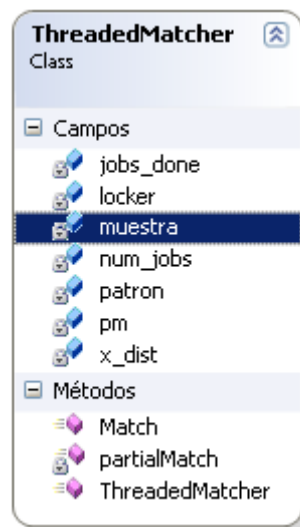 ThreadedMatcher
Class
Campos
jobs_done
locker
muestra
num_jobs
patron
pm
x_dist
Métodos
Match
partialMatch
ThreadedMatcher